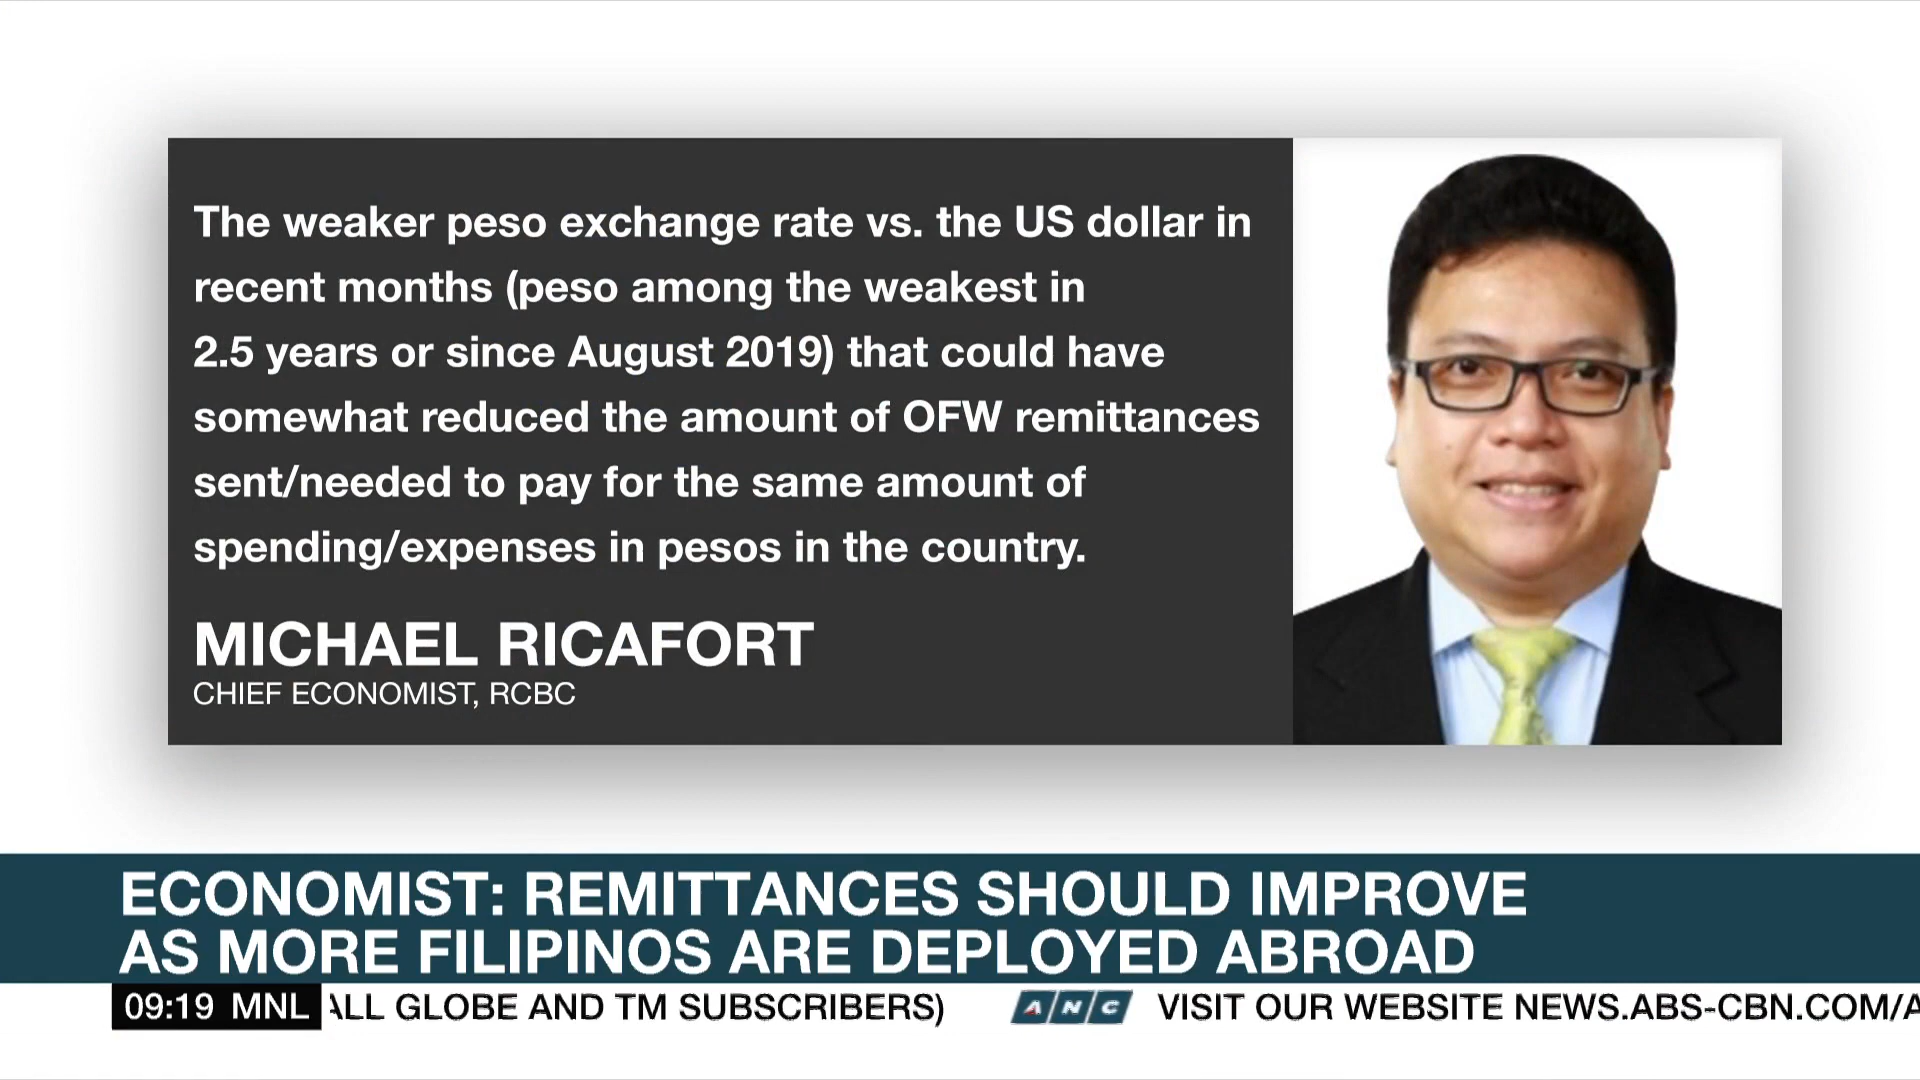 The weaker peso exchange rate vs. the US dollar in
recent months (peso among the weakest in
2.5 years or since August 2019) that could have
somewhat reduced the amount of OFW remittances
sent/needed to pay for the same amount of
spending/expenses in pesos in the country.
MICHAEL RICAFORT
CHIEF ECONOMIST, RCBC
ECONOMIST: REMITTANCES SHOULD IMPROVE
AS MORE FILIPINOS ARE DEPLOYED ABROAD
09:19 MNL ALL GLOBE AND TM SUBSCRIBERS) ANC VISIT OUR WEBSITE NEWS.ABS-CBN.COM/A